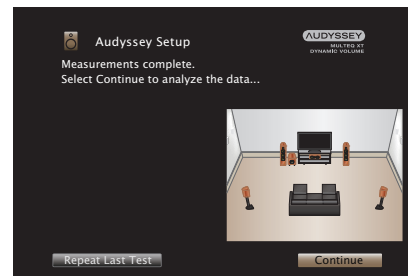 Audyssey Setup
AUDYSSEY
MULTEQ XT
DYNAMIC VOLUME
Measurements complete.
Select Continue to analyze the data...
Repeat Last Test
Continue